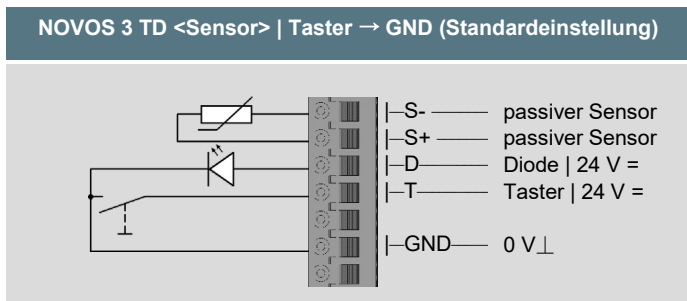 NOVOS 3 TD <Sensor> | Taster → GND (Standardeinstellung)
S- passiver Sensor
S+ passiver Sensor
D Diode | 24 V =
T Taster | 24 V =
GND 0 V⊥